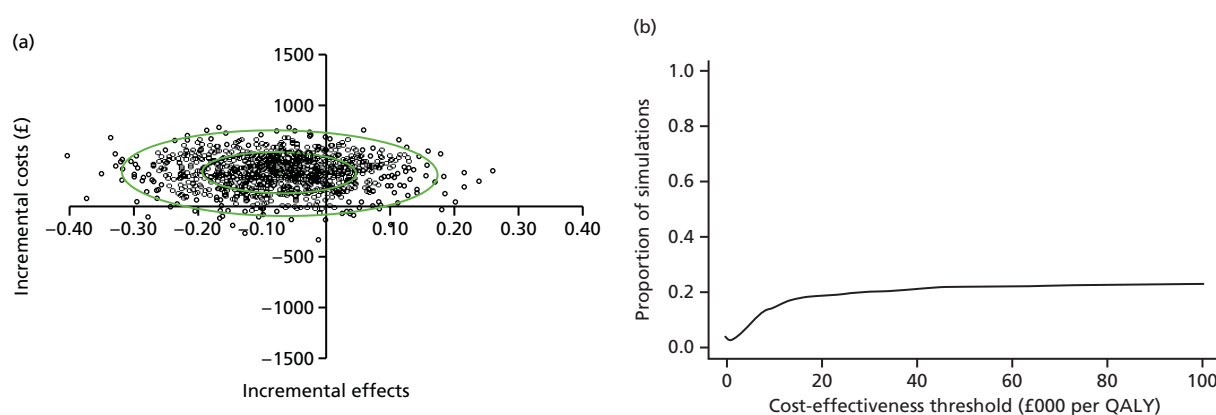 (a)
Incremental costs (£)
1500
1000
−0.40 −0.30 −0.20 −0.10 0.10 0.20 0.30 0.40
−500
−1000
−1500
Incremental effects
(b)
Proportion of simulations
1.0
0.8
0.6
0.4
0.2
0.0
0 20 40 60 80 100
Cost-effectiveness threshold (£000 per QALY)